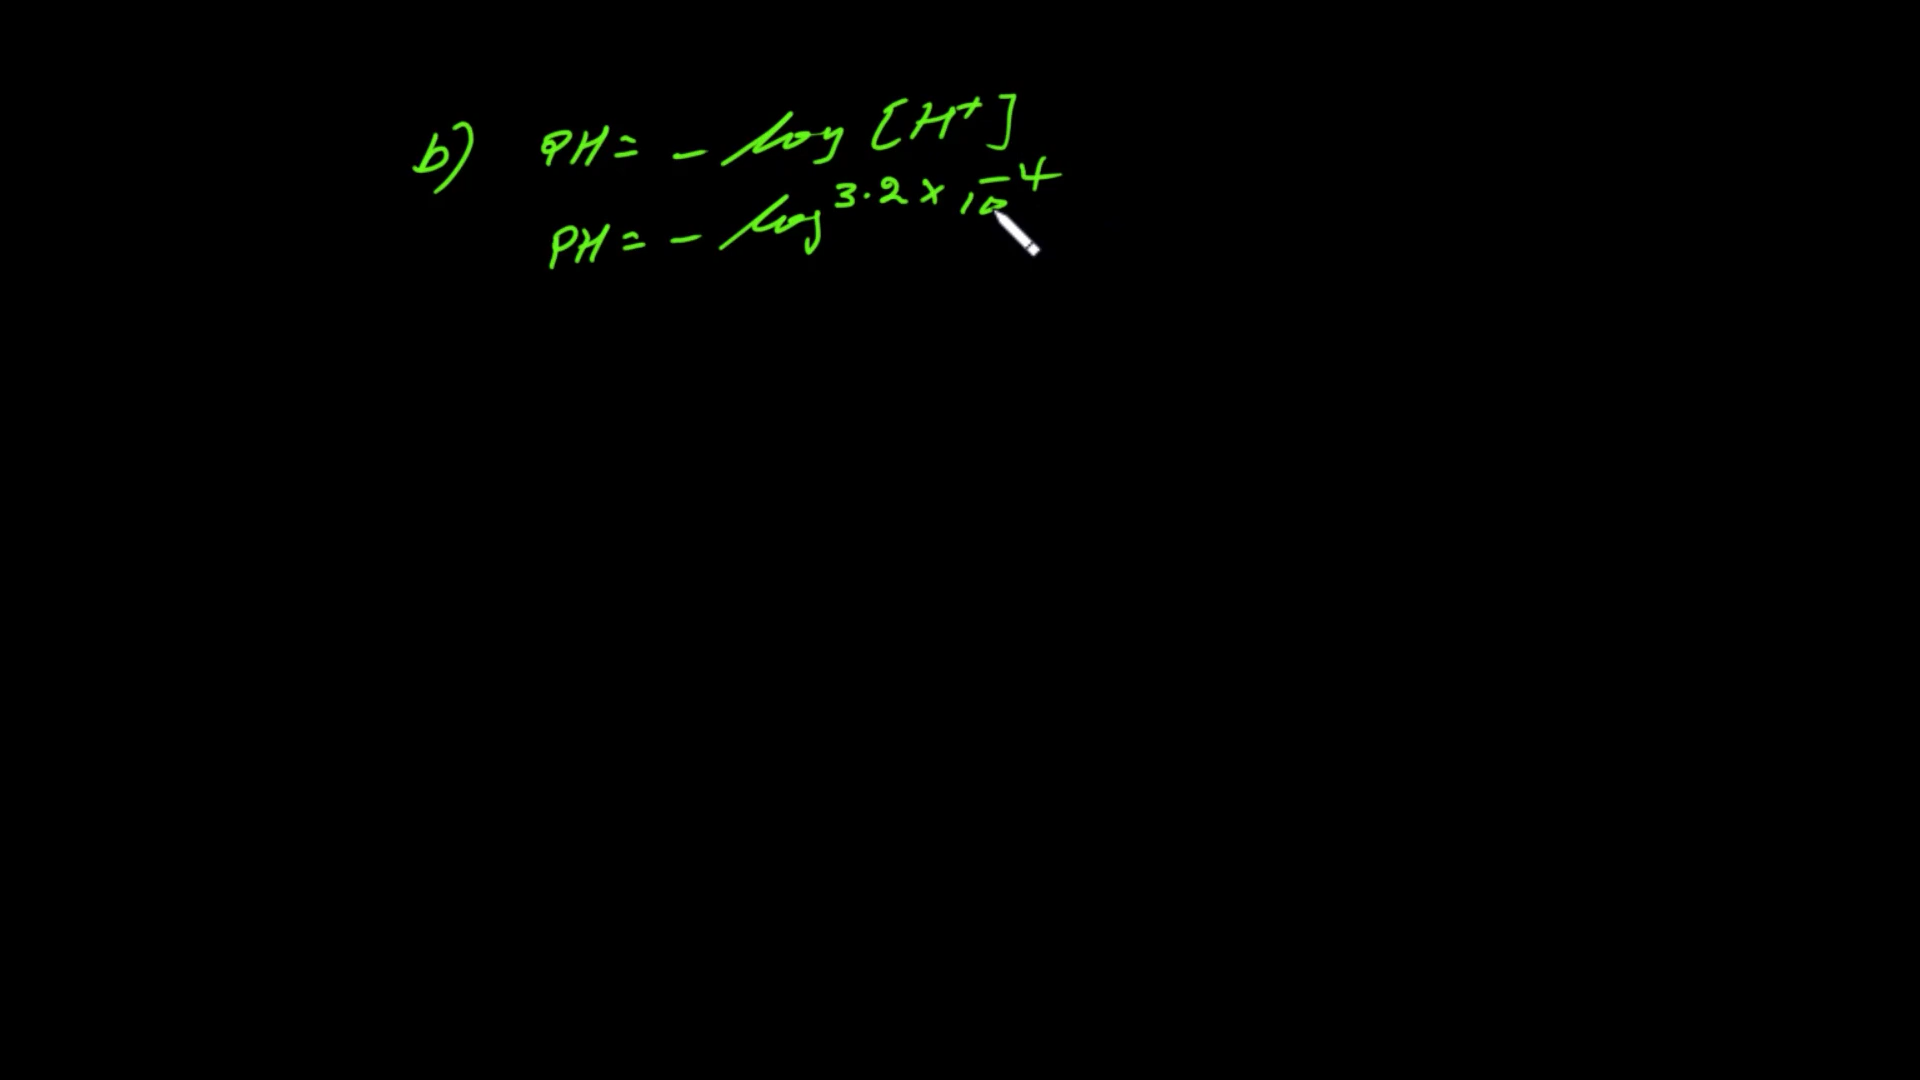 b) PH = - log [H⁺]
PH = - log 3.2 × 10⁻⁴